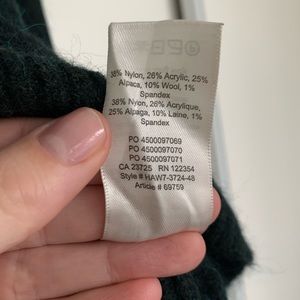 38% Nylon, 26% Acrylic, 25%
Alpaca, 10% Wool, 1%
Spandex
38% Nylon, 26% Acrylique,
25% Alpaga, 10% Laine, 1%
Spandex
PO 4500097069
PO 4500097070
PO 4500097071
CA 23725 RN 122354
Style # HAW7-3724-48
Article # 69759